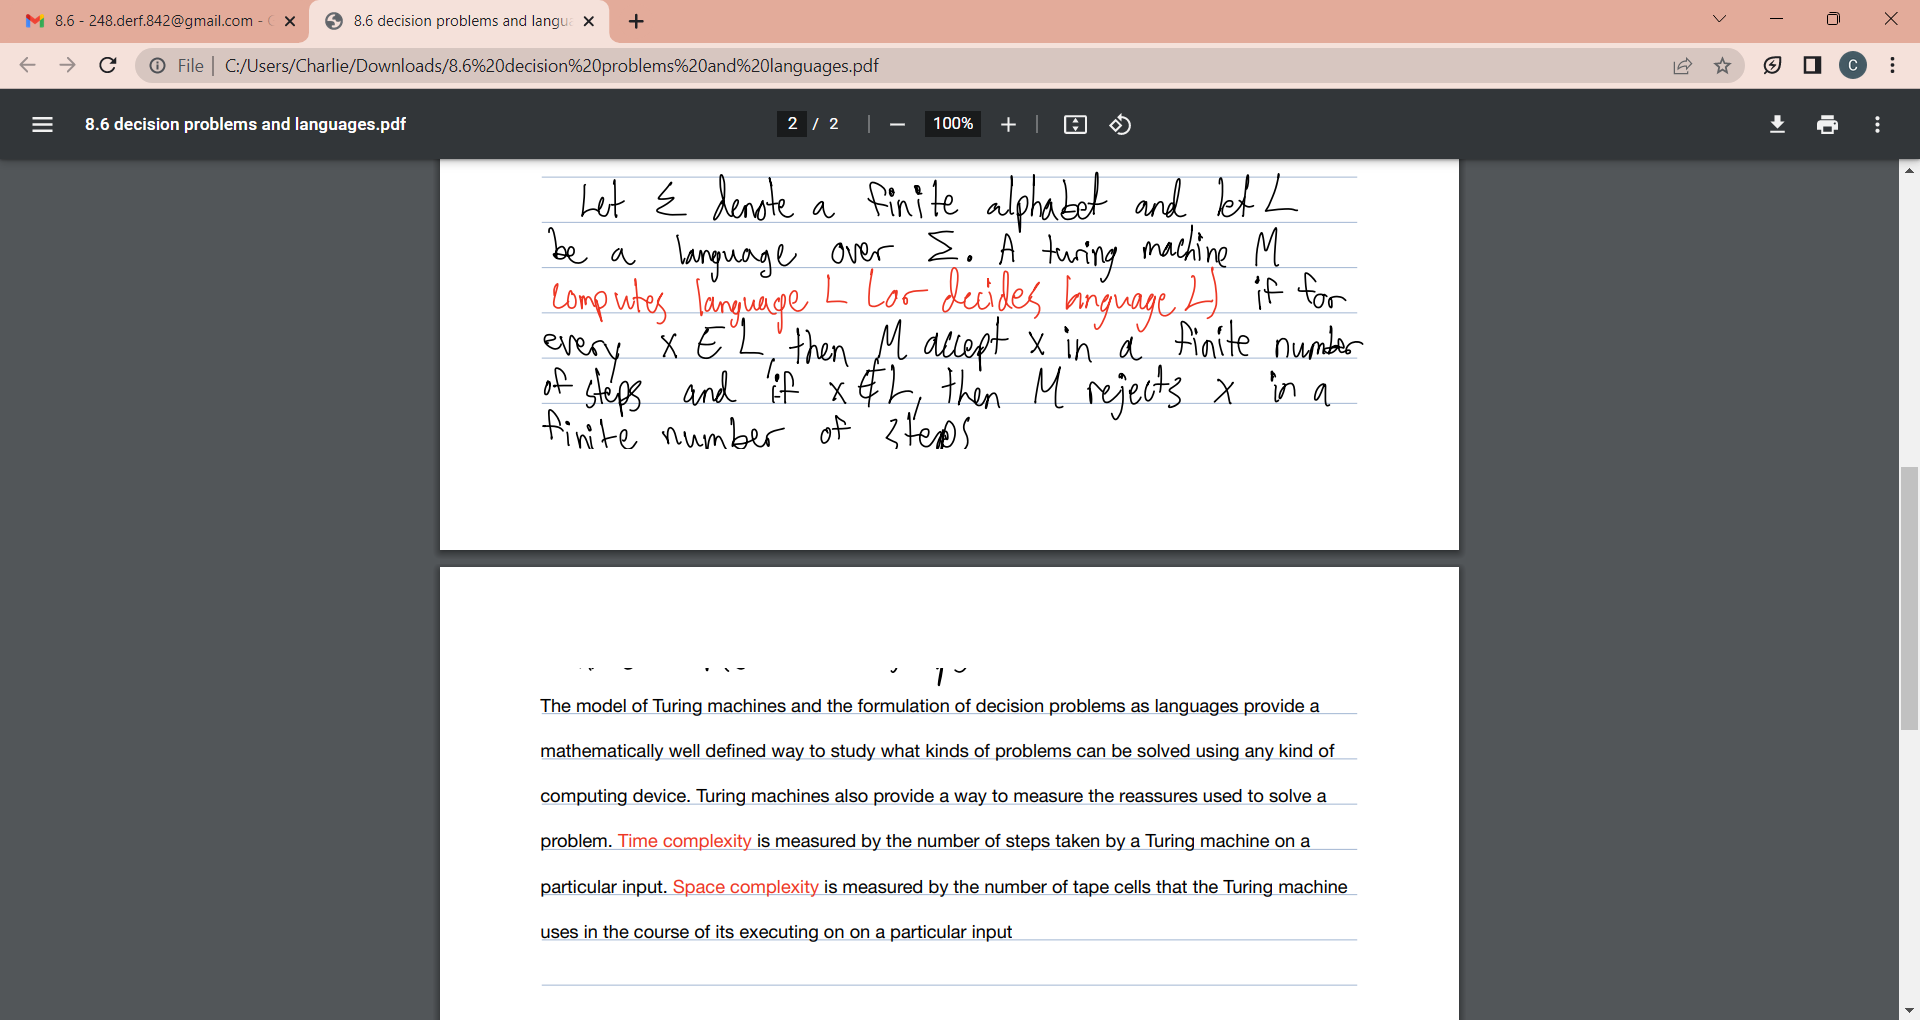 8.6 - 248.derf.842@gmail.com -
8.6 decision problems and langu
File | C:/Users/Charlie/Downloads/8.6%20decision%20problems%20and%20languages.pdf
C
8.6 decision problems and languages.pdf
2 / 2
100%
Let Σ denote a finite alphabet and let L
be a language over Σ. A turing machine M
computes language L (or decides language L) if for
every x ∈ L, then M accept x in a finite number
of steps and if x ∉ L, then M rejects x in a
finite number of steps
The model of Turing machines and the formulation of decision problems as languages provide a
mathematically well defined way to study what kinds of problems can be solved using any kind of
computing device. Turing machines also provide a way to measure the reassures used to solve a
problem. Time complexity is measured by the number of steps taken by a Turing machine on a
particular input. Space complexity is measured by the number of tape cells that the Turing machine
uses in the course of its executing on on a particular input